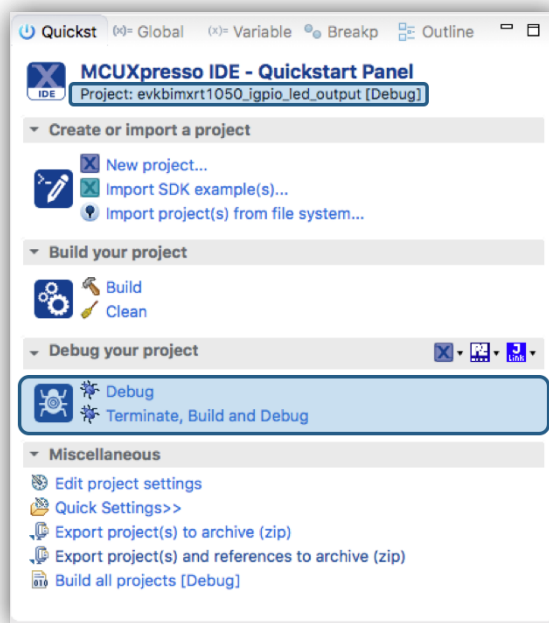 Quickst (x)= Global (x)= Variable Breakp Outline
MCUXpresso IDE - Quickstart Panel
IDE
Project: evkbimxrt1050_igpio_led_output [Debug]
Create or import a project
New project...
Import SDK example(s)...
Import project(s) from file system...
Build your project
Build
Clean
Debug your project
Debug
Terminate, Build and Debug
Miscellaneous
Edit project settings
Quick Settings>>
Export project(s) to archive (zip)
Export project(s) and references to archive (zip)
Build all projects [Debug]